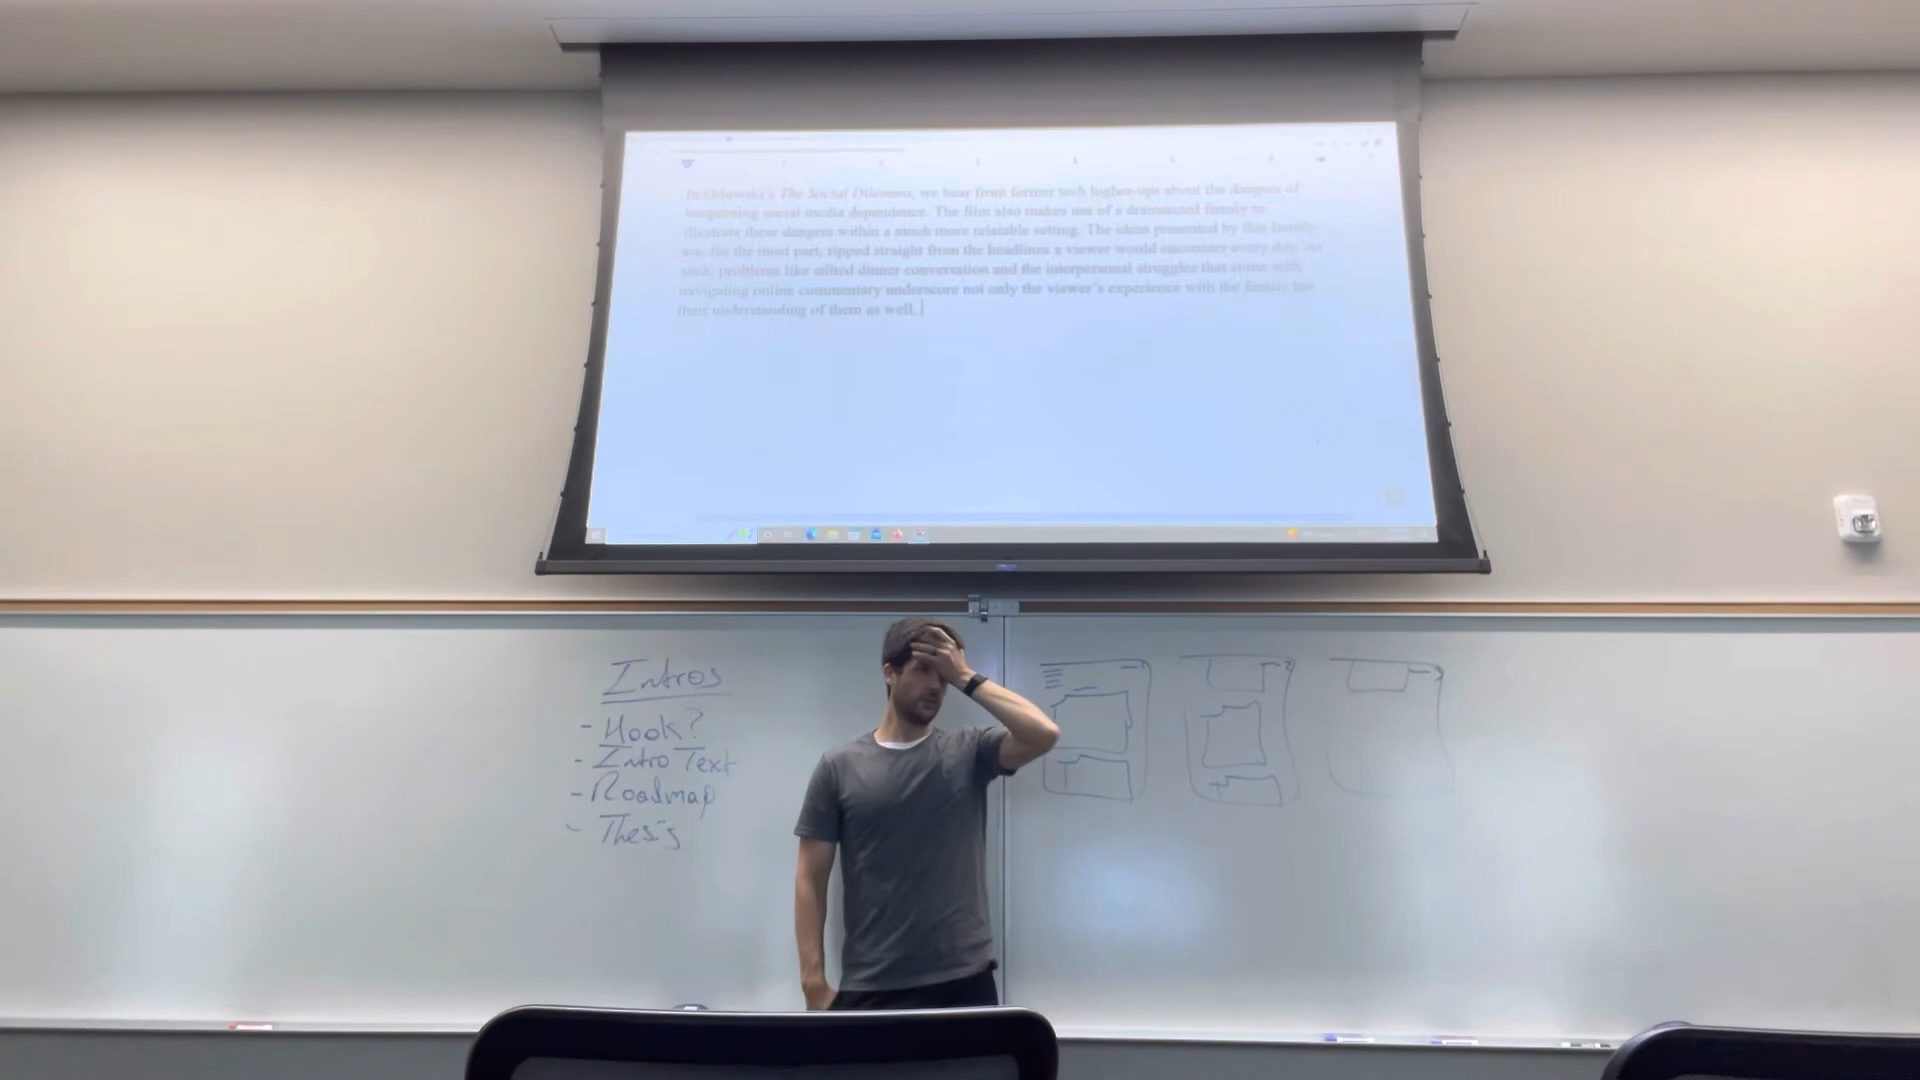 In Orlowski's The Social Dilemma, we hear from former tech higher-ups about the dangers of
burgeoning social media dependence. The film also makes use of a dramatized family to
illustrate these dangers within a much more relatable setting. The ideas presented by this family
are, for the most part, ripped straight from the headlines a viewer would encounter every day. As
such, problems like stilted dinner conversation and the interpersonal struggles that come with
navigating online commentary underscore not only the viewer's experience with the family but
their understanding of them as well.
Intros
- Hook?
- Intro Text
- Roadmap
- Thesis